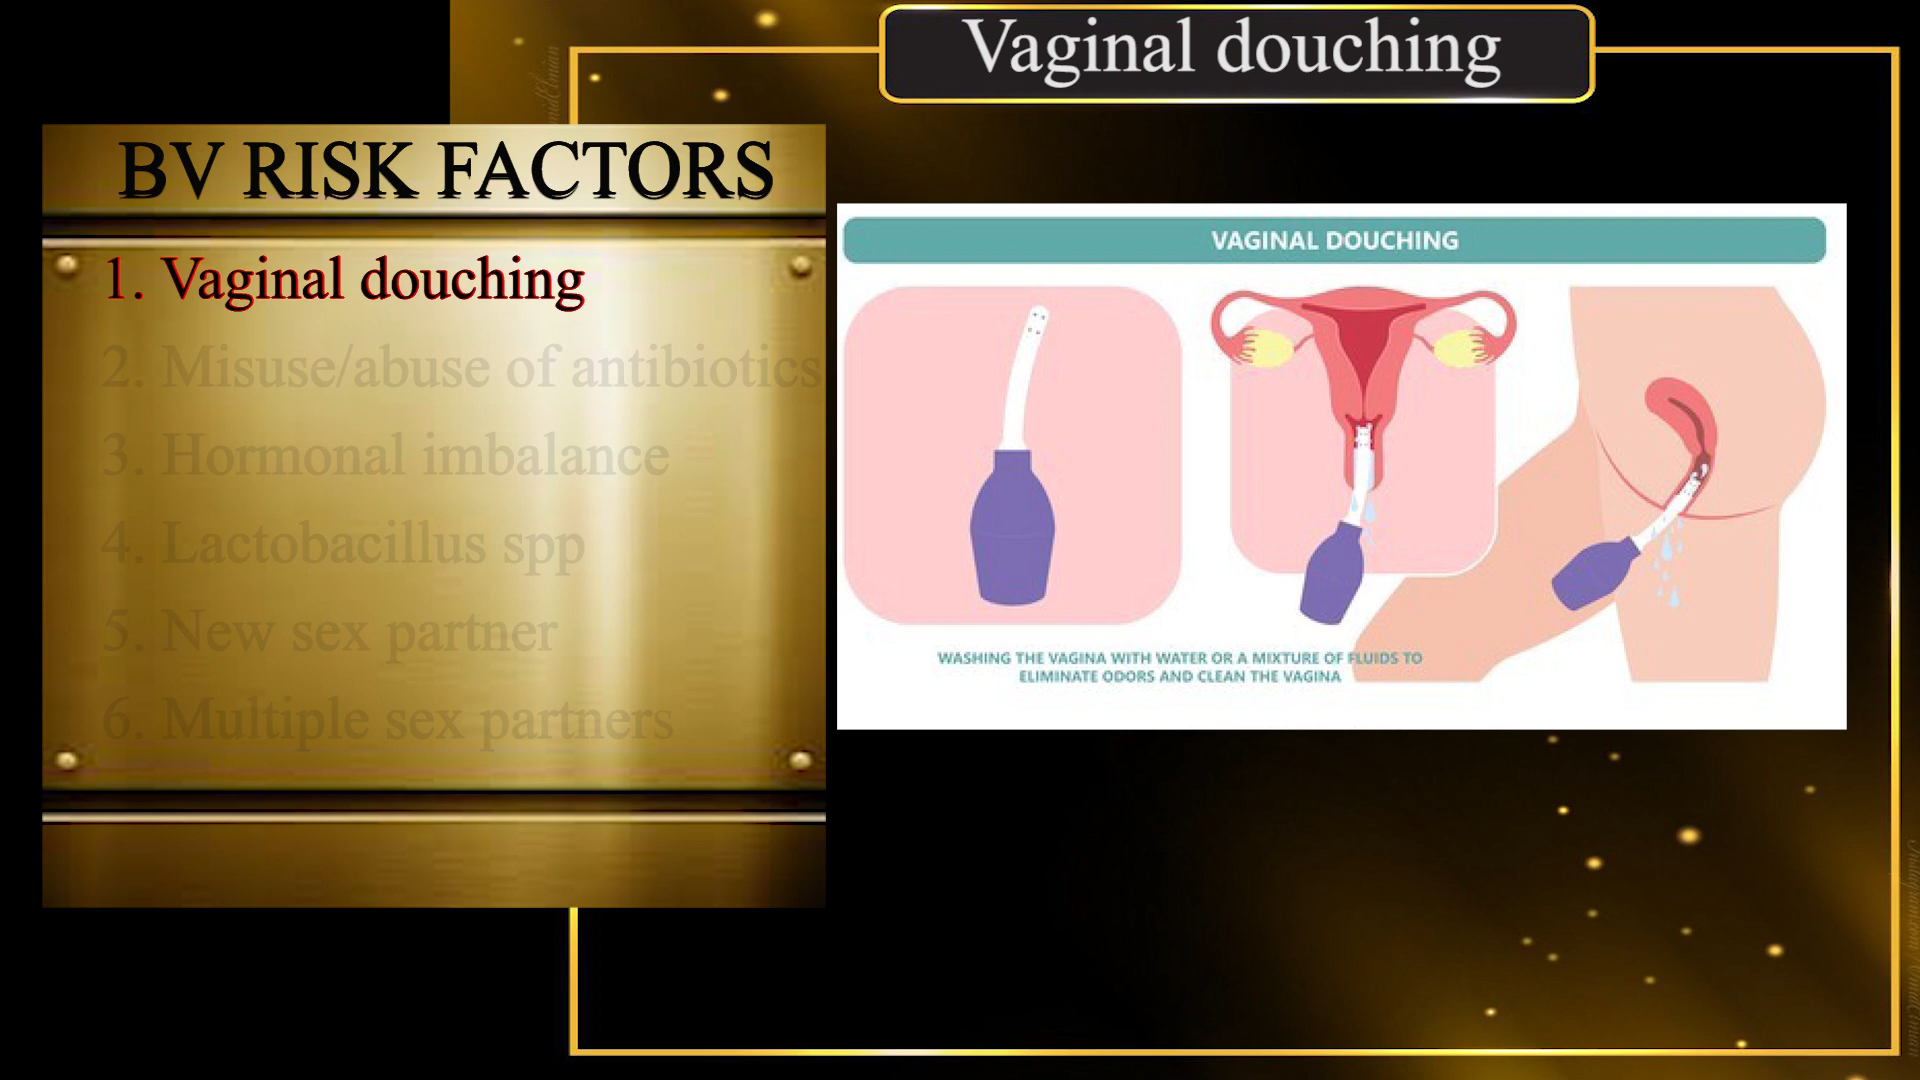 Vaginal douching
BV RISK FACTORS
1. Vaginal douching
2. Misuse/abuse of antibiotics
3. Hormonal imbalance
4. Lactobacillus spp
5. New sex partner
6. Multiple sex partners
VAGINAL DOUCHING
WASHING THE VAGINA WITH WATER OR A MIXTURE OF FLUIDS TO
ELIMINATE ODORS AND CLEAN THE VAGINA